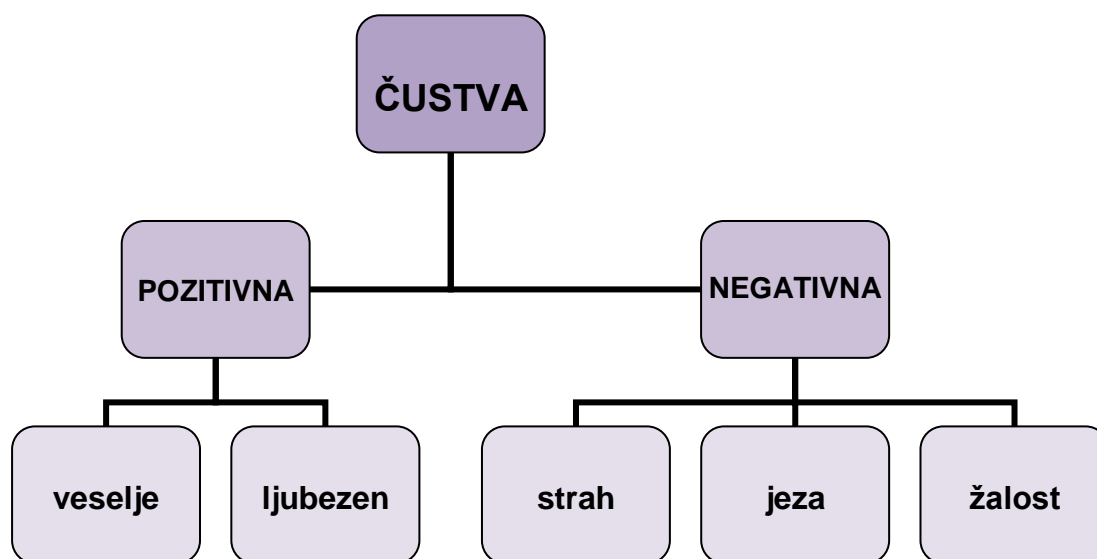 ČUSTVA
POZITIVNA
NEGATIVNA
veselje
ljubezen
strah
jeza
žalost